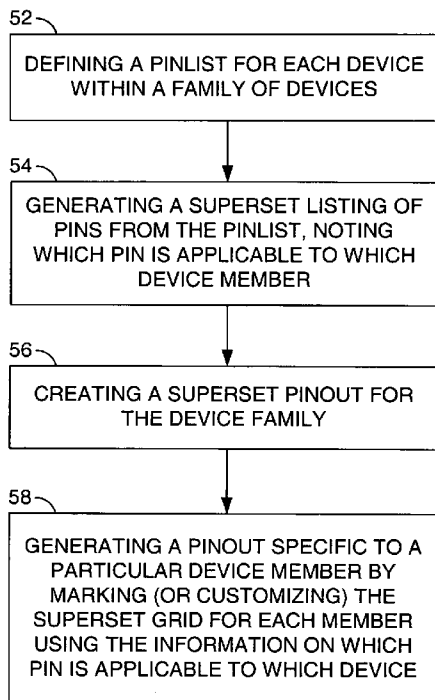 52
DEFINING A PINLIST FOR EACH DEVICE
WITHIN A FAMILY OF DEVICES
54
GENERATING A SUPERSET LISTING OF
PINS FROM THE PINLIST, NOTING
WHICH PIN IS APPLICABLE TO WHICH
DEVICE MEMBER
56
CREATING A SUPERSET PINOUT FOR
THE DEVICE FAMILY
58
GENERATING A PINOUT SPECIFIC TO A
PARTICULAR DEVICE MEMBER BY
MARKING (OR CUSTOMIZING) THE
SUPERSET GRID FOR EACH MEMBER
USING THE INFORMATION ON WHICH
PIN IS APPLICABLE TO WHICH DEVICE